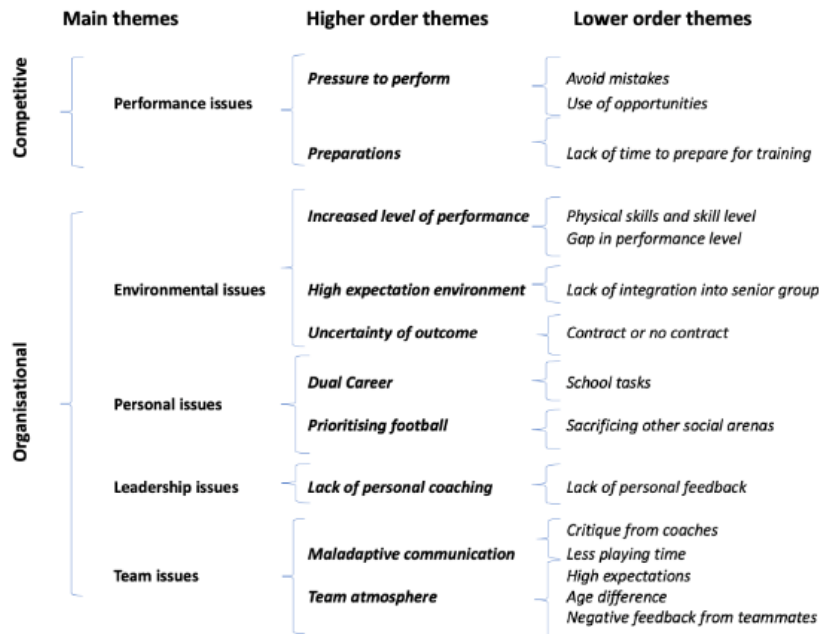 Main themes Higher order themes Lower order themes
Competitive
Performance issues
Pressure to perform
Avoid mistakes
Use of opportunities
Preparations
Lack of time to prepare for training
Organisational
Environmental issues
Increased level of performance
Physical skills and skill level
Gap in performance level
High expectation environment
Lack of integration into senior group
Uncertainty of outcome
Contract or no contract
Personal issues
Dual Career
School tasks
Prioritising football
Sacrificing other social arenas
Leadership issues
Lack of personal coaching
Lack of personal feedback
Team issues
Maladaptive communication
Critique from coaches
Less playing time
Team atmosphere
High expectations
Age difference
Negative feedback from teammates